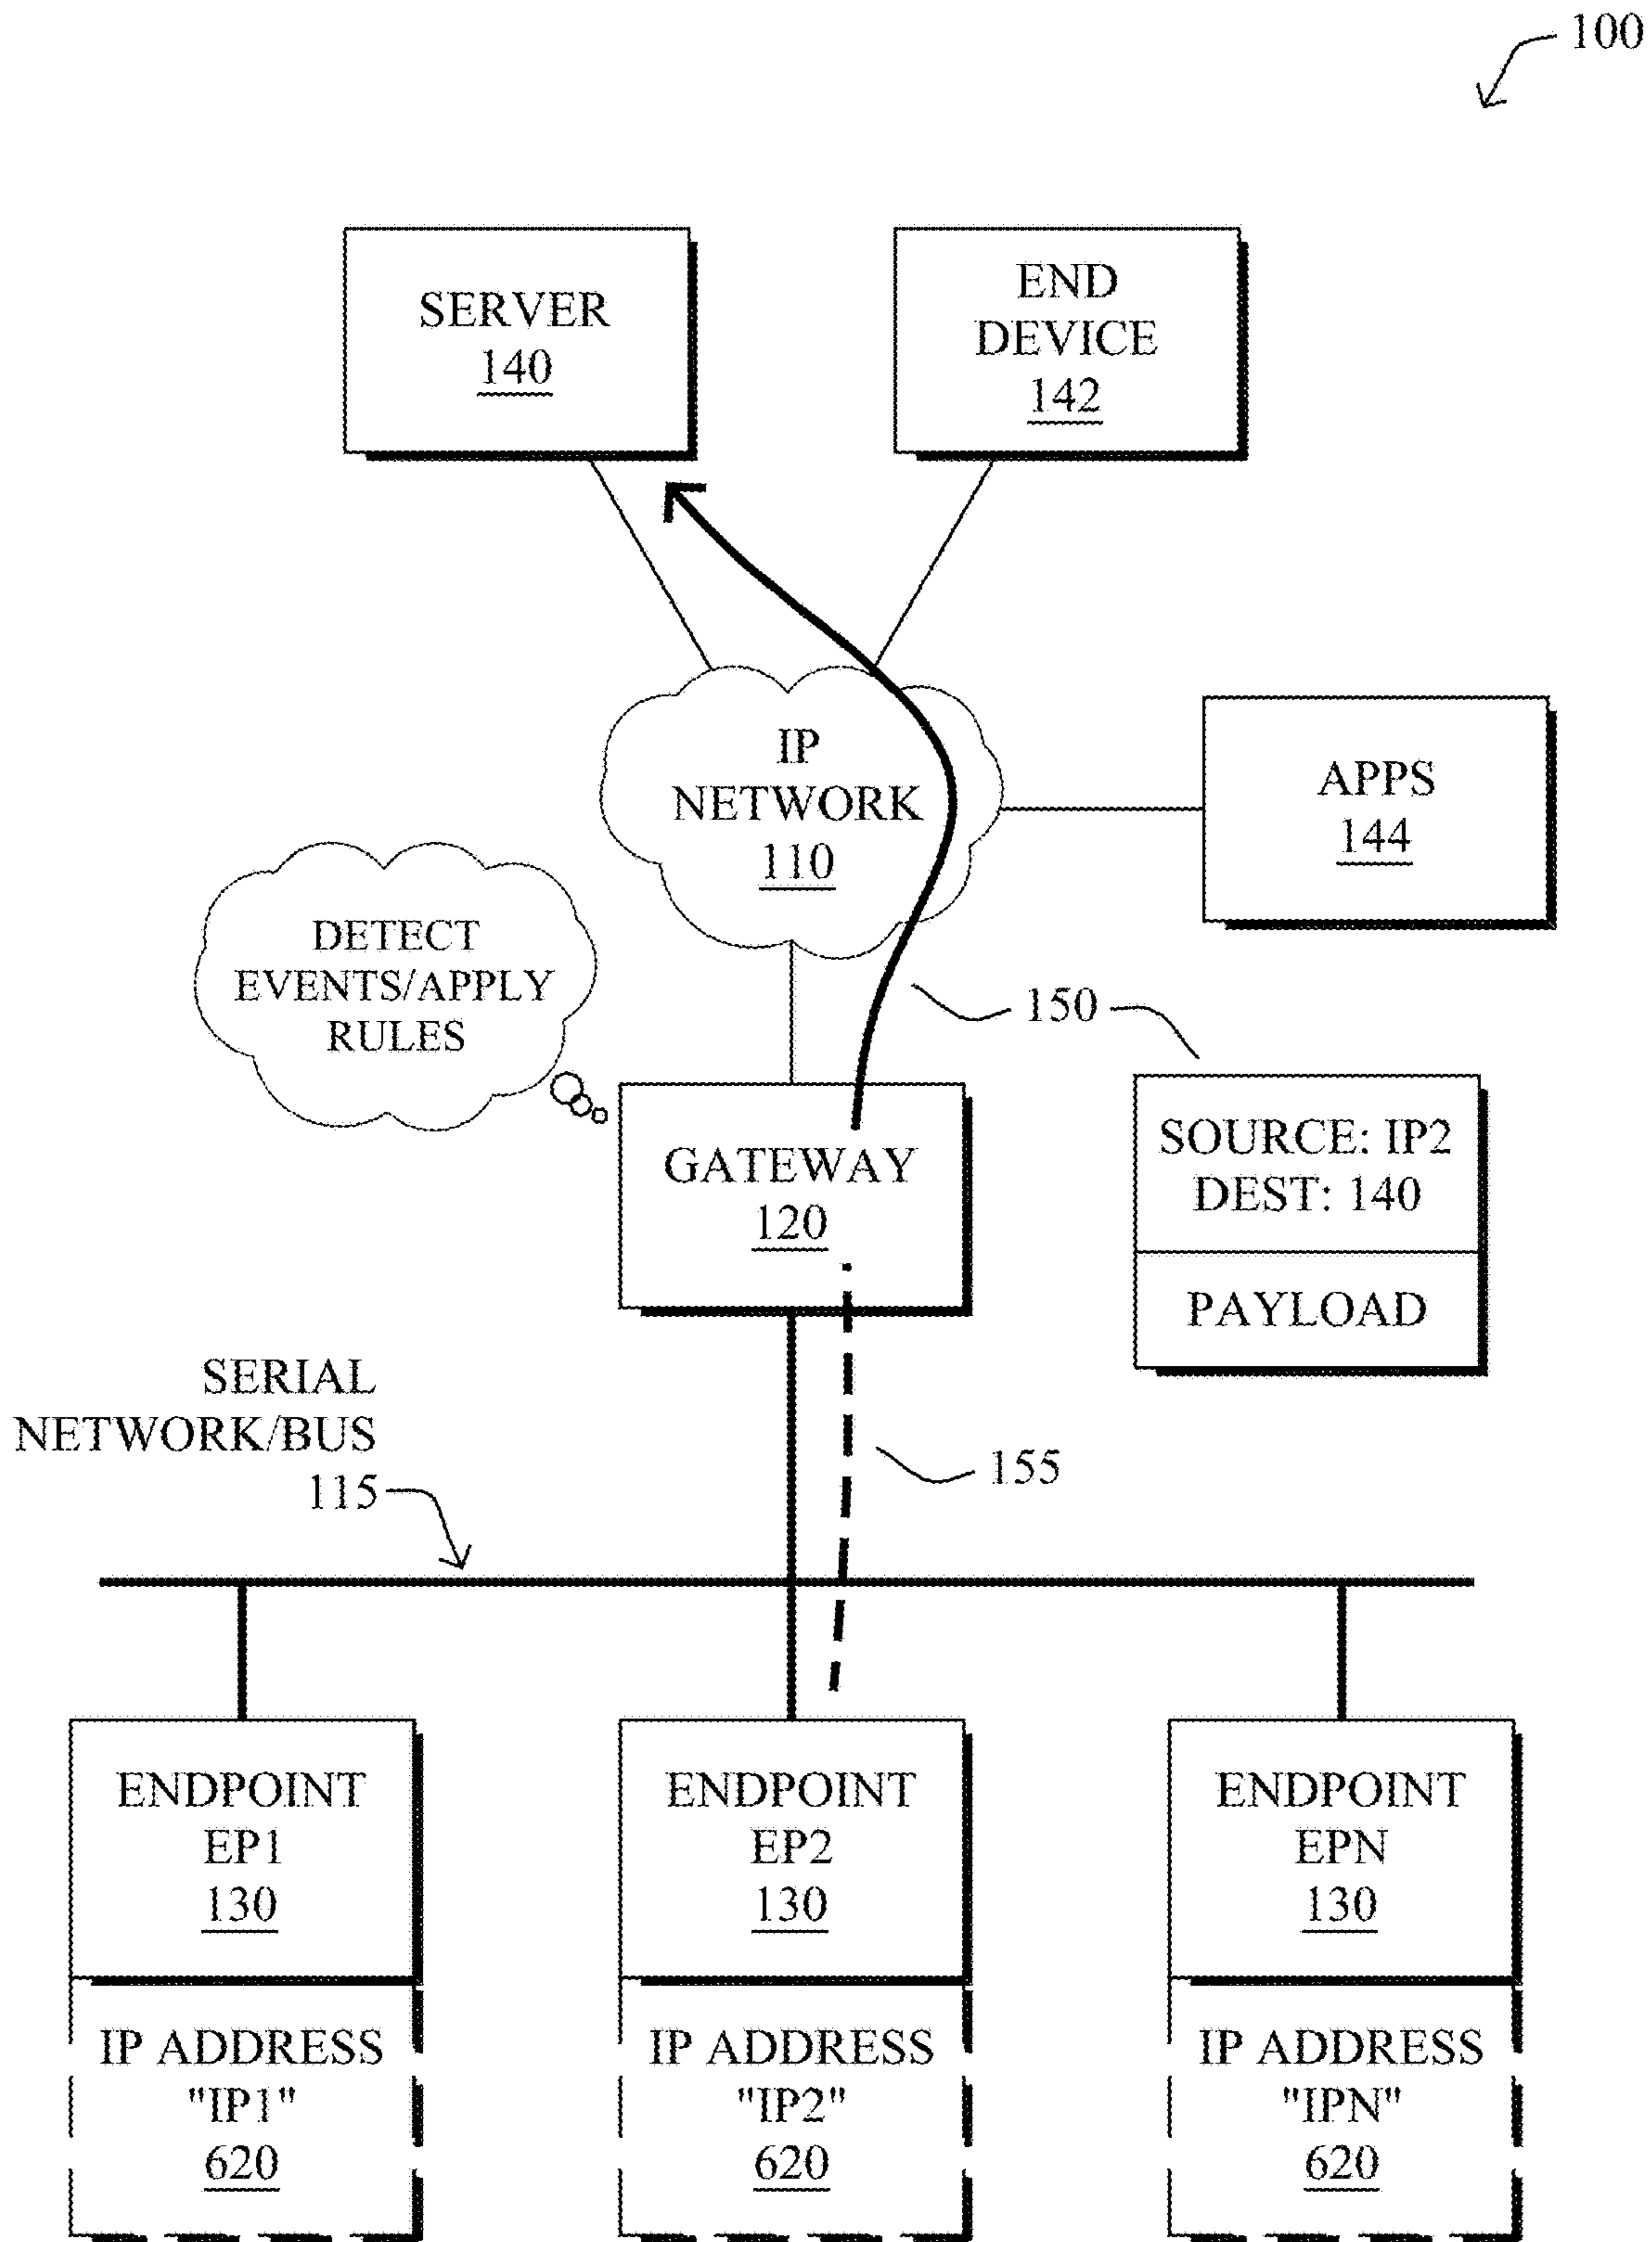 100
SERVER
140
END
DEVICE
142
IP
NETWORK
110
APPS
144
DETECT
EVENTS/APPLY
RULES
150
GATEWAY
120
SOURCE: IP2
DEST: 140
PAYLOAD
SERIAL
NETWORK/BUS
115
155
ENDPOINT
EP1
130
IP ADDRESS
"IP1"
620
ENDPOINT
EP2
130
IP ADDRESS
"IP2"
620
ENDPOINT
EPN
130
IP ADDRESS
"IPN"
620